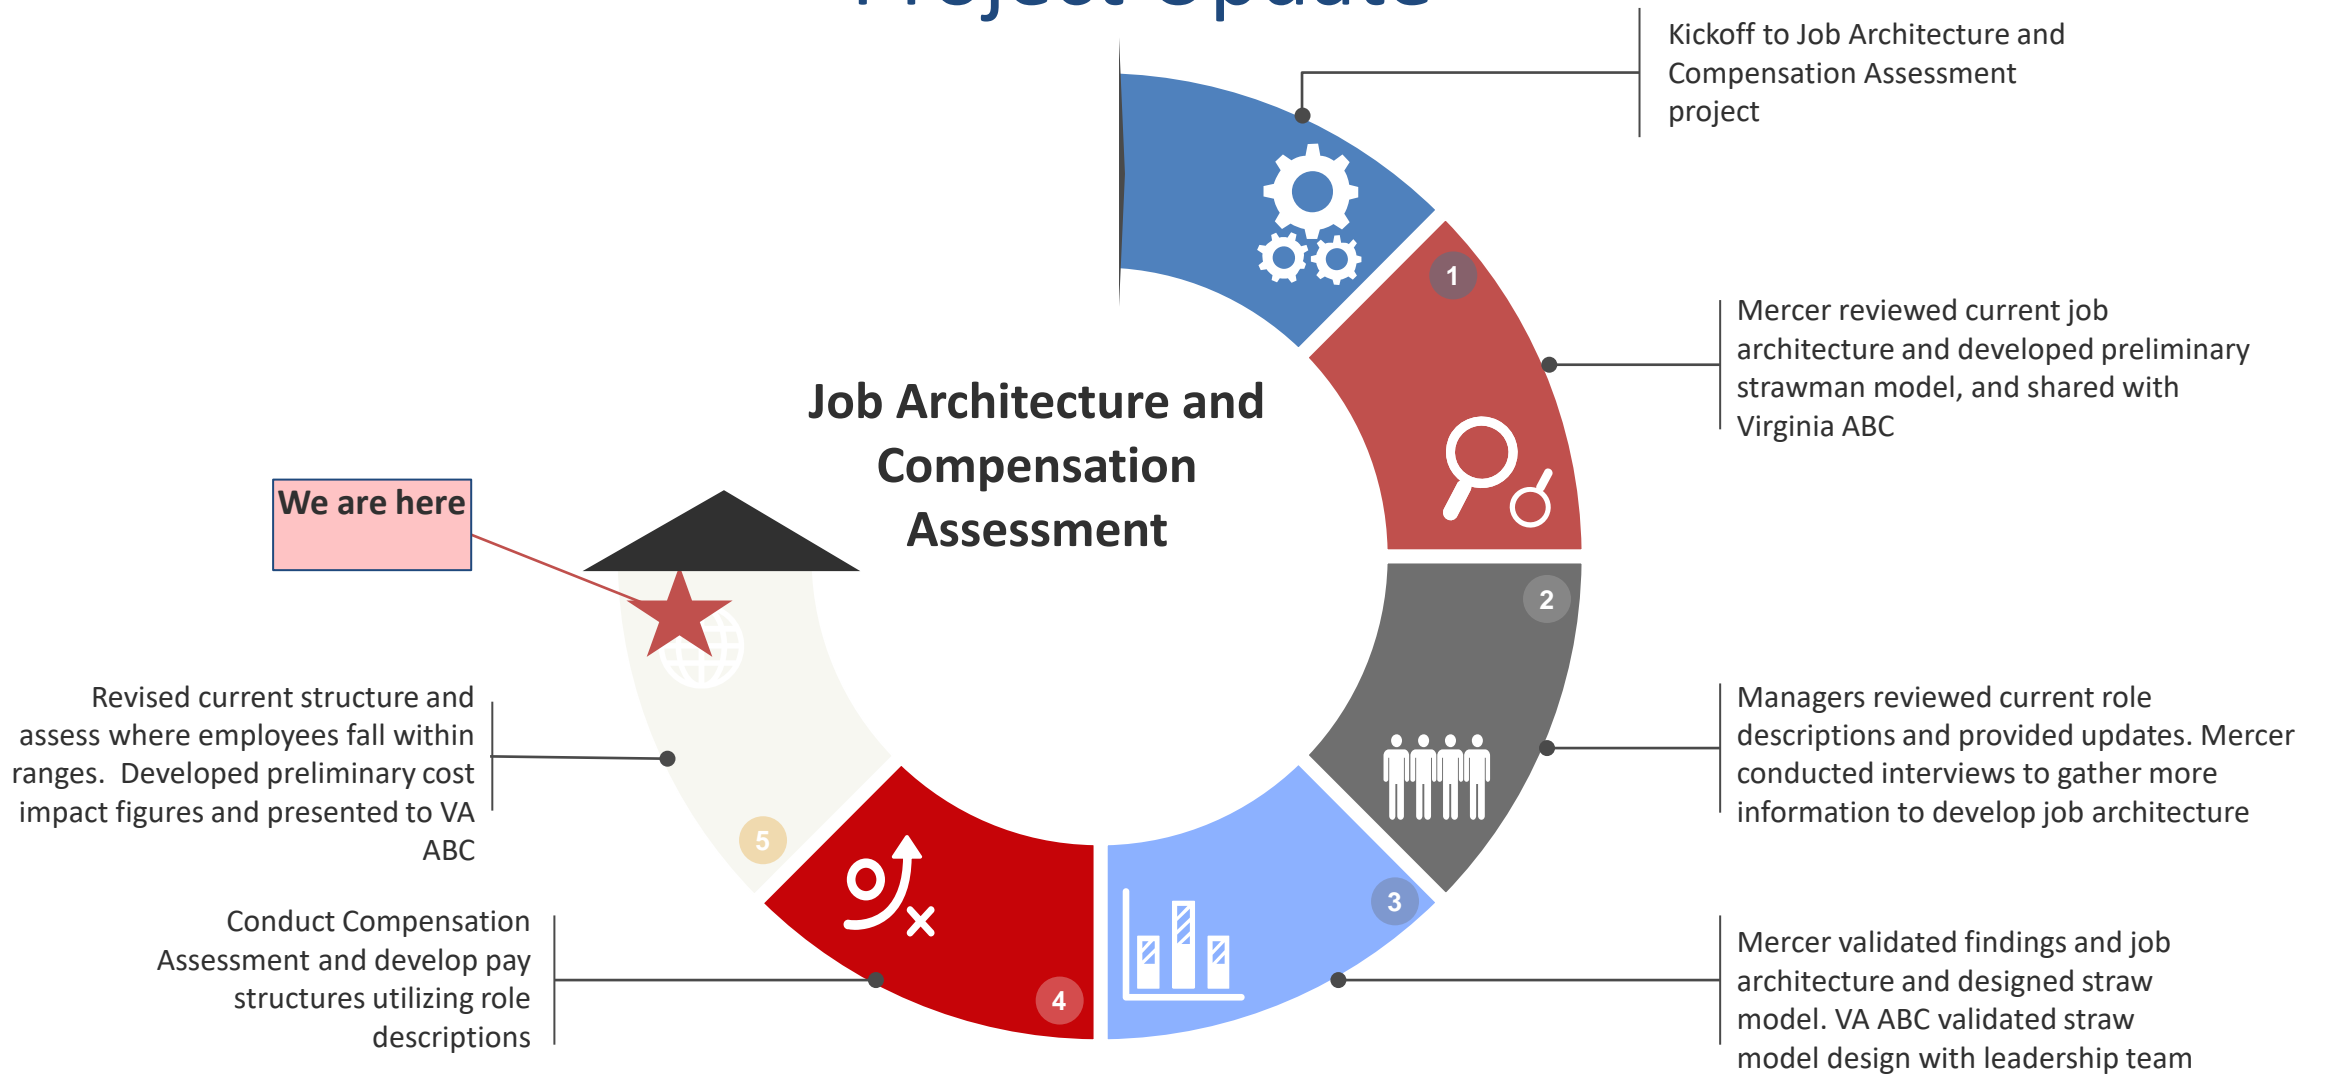 Project Update
Kickoff to Job Architecture and
Compensation Assessment
project
1
Mercer reviewed current job
architecture and developed preliminary
strawman model, and shared with
Virginia ABC
Job Architecture and
Compensation
Assessment
We are here
2
Managers reviewed current role
descriptions and provided updates. Mercer
conducted interviews to gather more
information to develop job architecture
3
Mercer validated findings and job
architecture and designed straw
model. VA ABC validated straw
model design with leadership team
4
Conduct Compensation
Assessment and develop pay
structures utilizing role
descriptions
5
Revised current structure and
assess where employees fall within
ranges.  Developed preliminary cost
impact figures and presented to VA
ABC